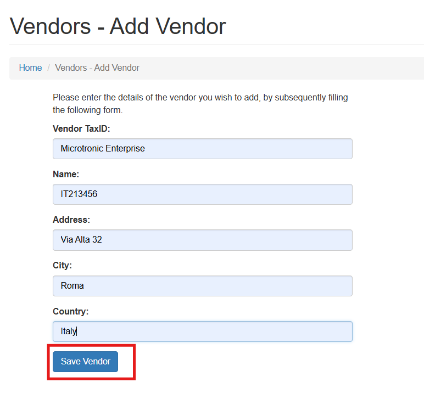 Vendors - Add Vendor
Home / Vendors - Add Vendor
Please enter the details of the vendor you wish to add, by subsequently filling
the following form.
Vendor TaxID:
Microtronic Enterprise
Name:
IT213456
Address:
Via Alta 32
City:
Roma
Country:
Italy
Save Vendor